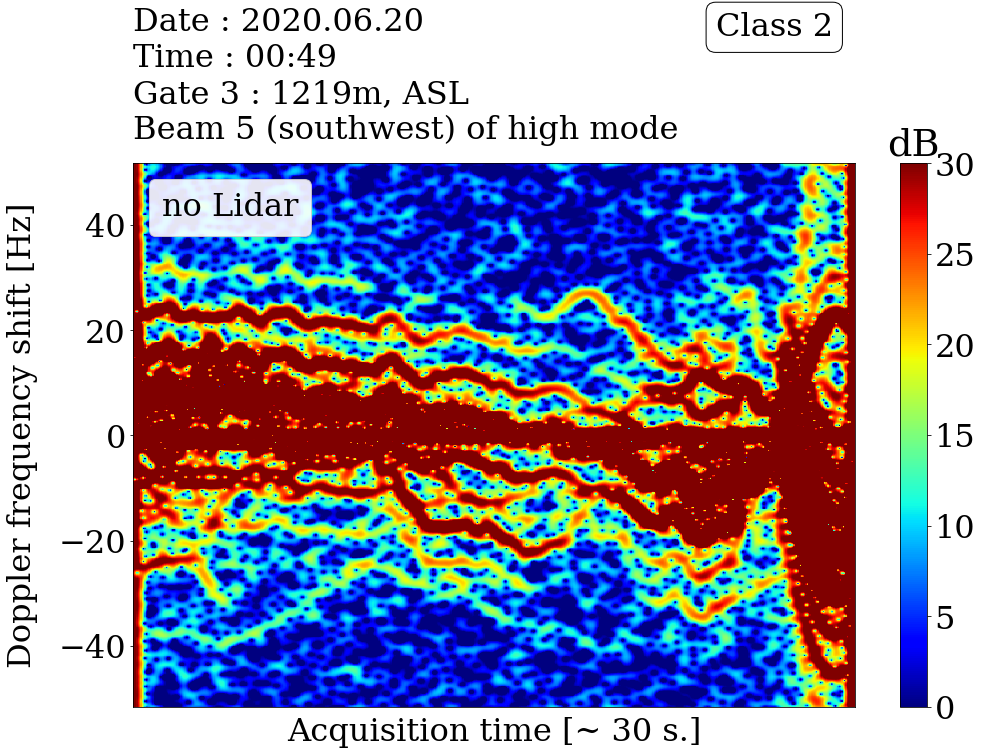 Date : 2020.06.20
Time : 00:49
Gate 3 : 1219m, ASL
Beam 5 (southwest) of high mode
Class 2
dB
no Lidar
Doppler frequency shift [Hz]
40
20
0
−20
−40
30
25
20
15
10
5
0
Acquisition time [~ 30 s.]